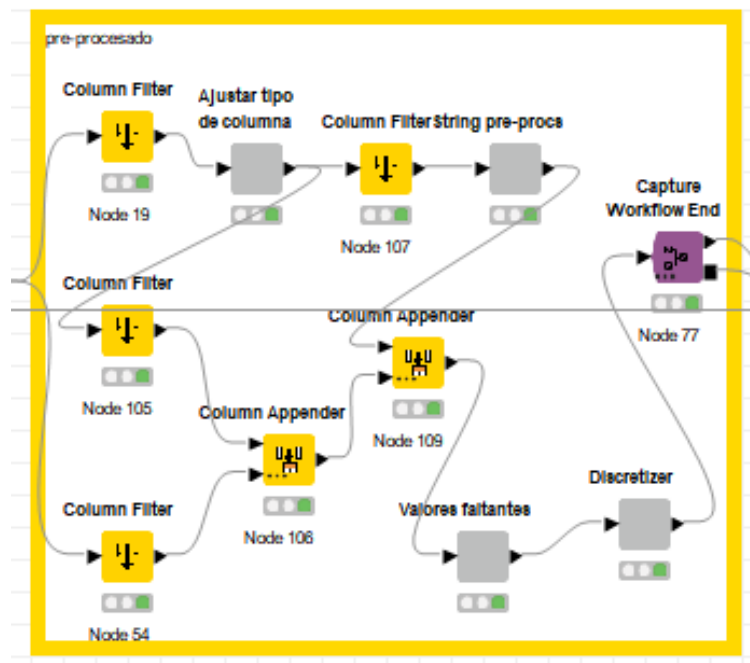 pre-procesado
Column Filter
Ajustar tipo
de columna
Column Filter
String pre-procs
Node 19
Node 107
Capture
Workflow End
Node 77
Column Filter
Node 105
Column Appender
Node 109
Column Appender
Node 106
Column Filter
Node 54
Valores faltantes
Discretizer